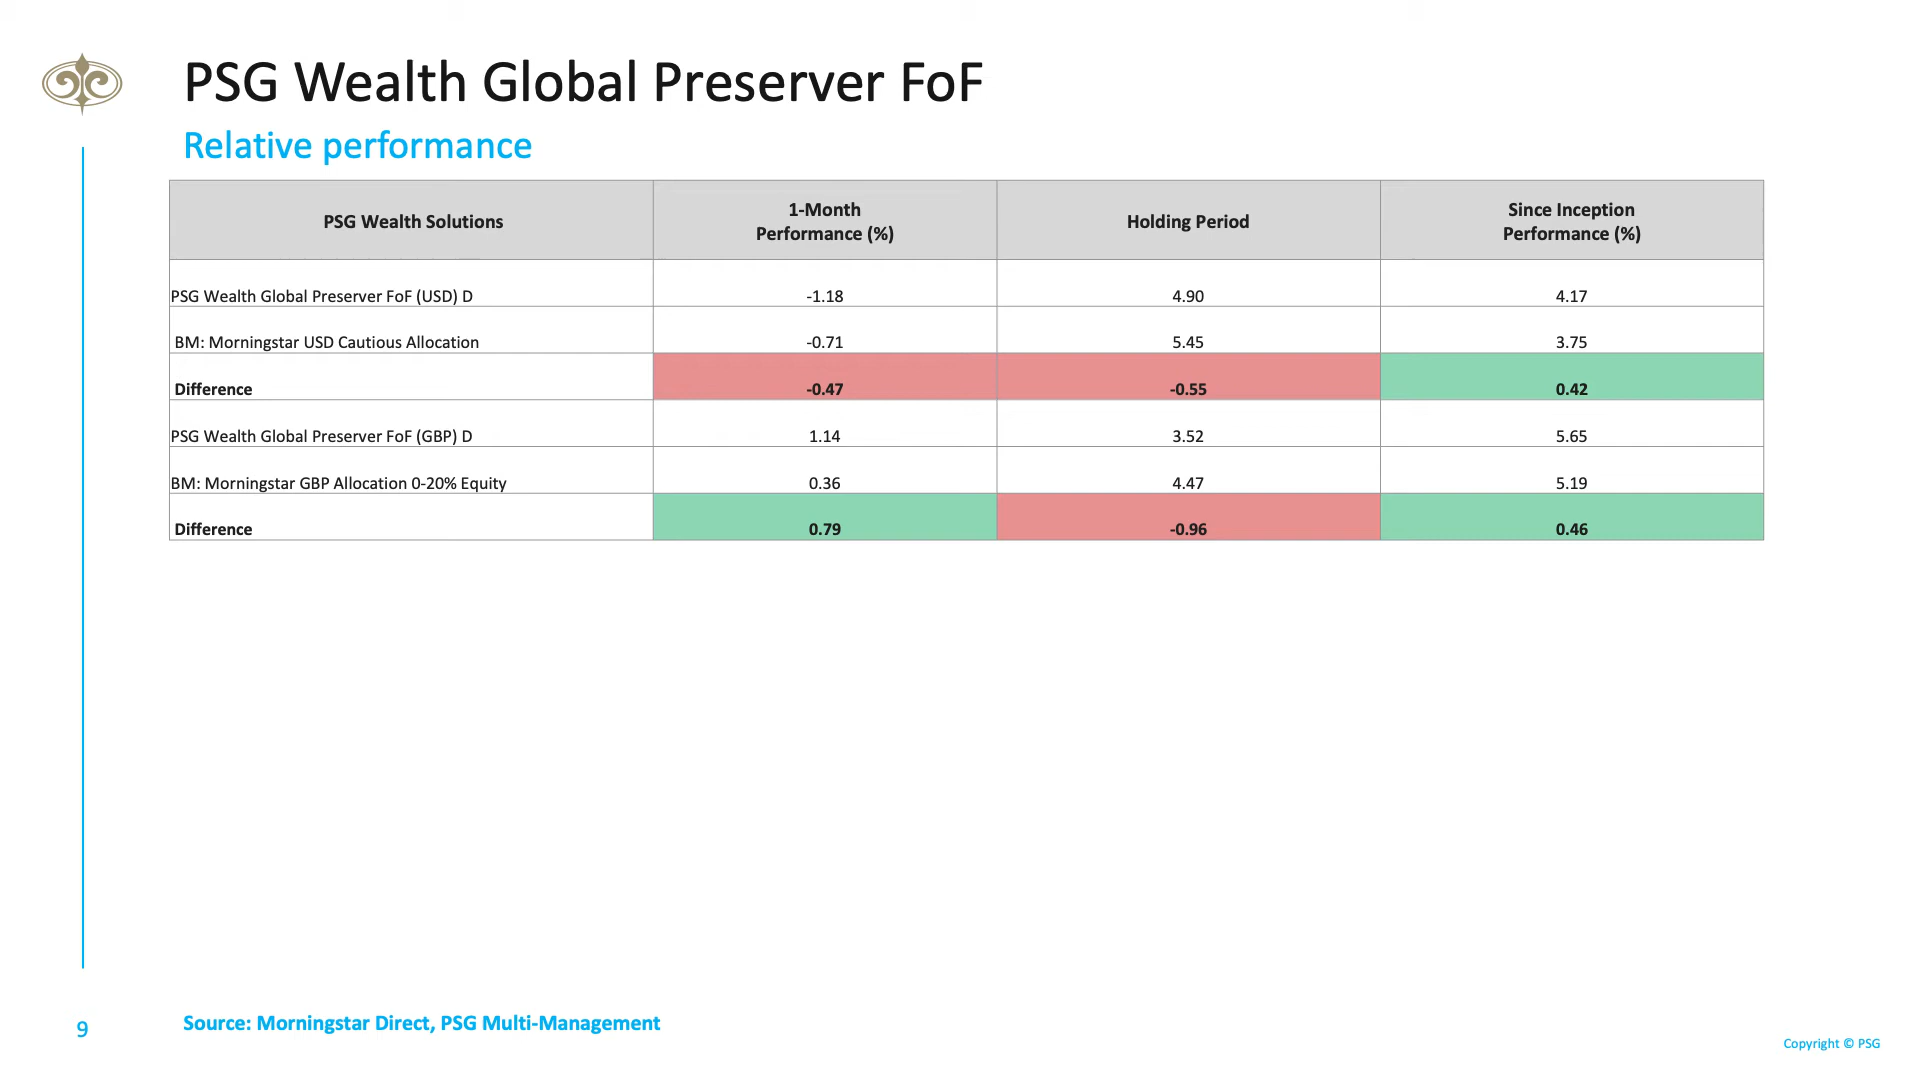 PSG Wealth Global Preserver FoF
Relative performance
PSG Wealth Solutions
1-Month
Performance (%)
Holding Period
Since Inception
Performance (%)
PSG Wealth Global Preserver FoF (USD) D -1.18 4.90 4.17
BM: Morningstar USD Cautious Allocation -0.71 5.45 3.75
Difference -0.47 -0.55 0.42
PSG Wealth Global Preserver FoF (GBP) D 1.14 3.52 5.65
BM: Morningstar GBP Allocation 0-20% Equity 0.36 4.47 5.19
Difference 0.79 -0.96 0.46
9
Source: Morningstar Direct, PSG Multi-Management
Copyright © PSG